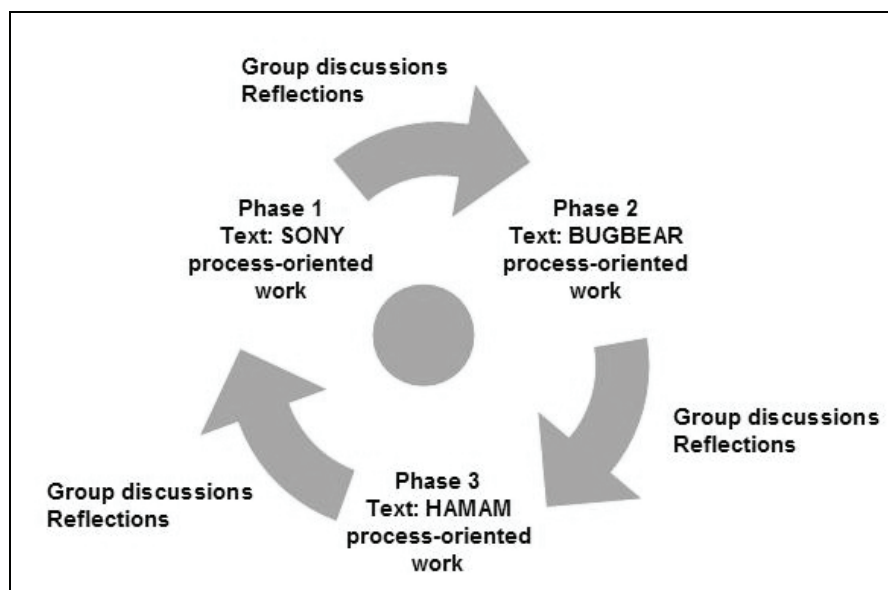 Group discussions
Reflections
Phase 1
Text: SONY
process-oriented
work
Phase 2
Text: BUGBEAR
process-oriented
work
Group discussions
Reflections
Phase 3
Text: HAMAM
process-oriented
work
Group discussions
Reflections